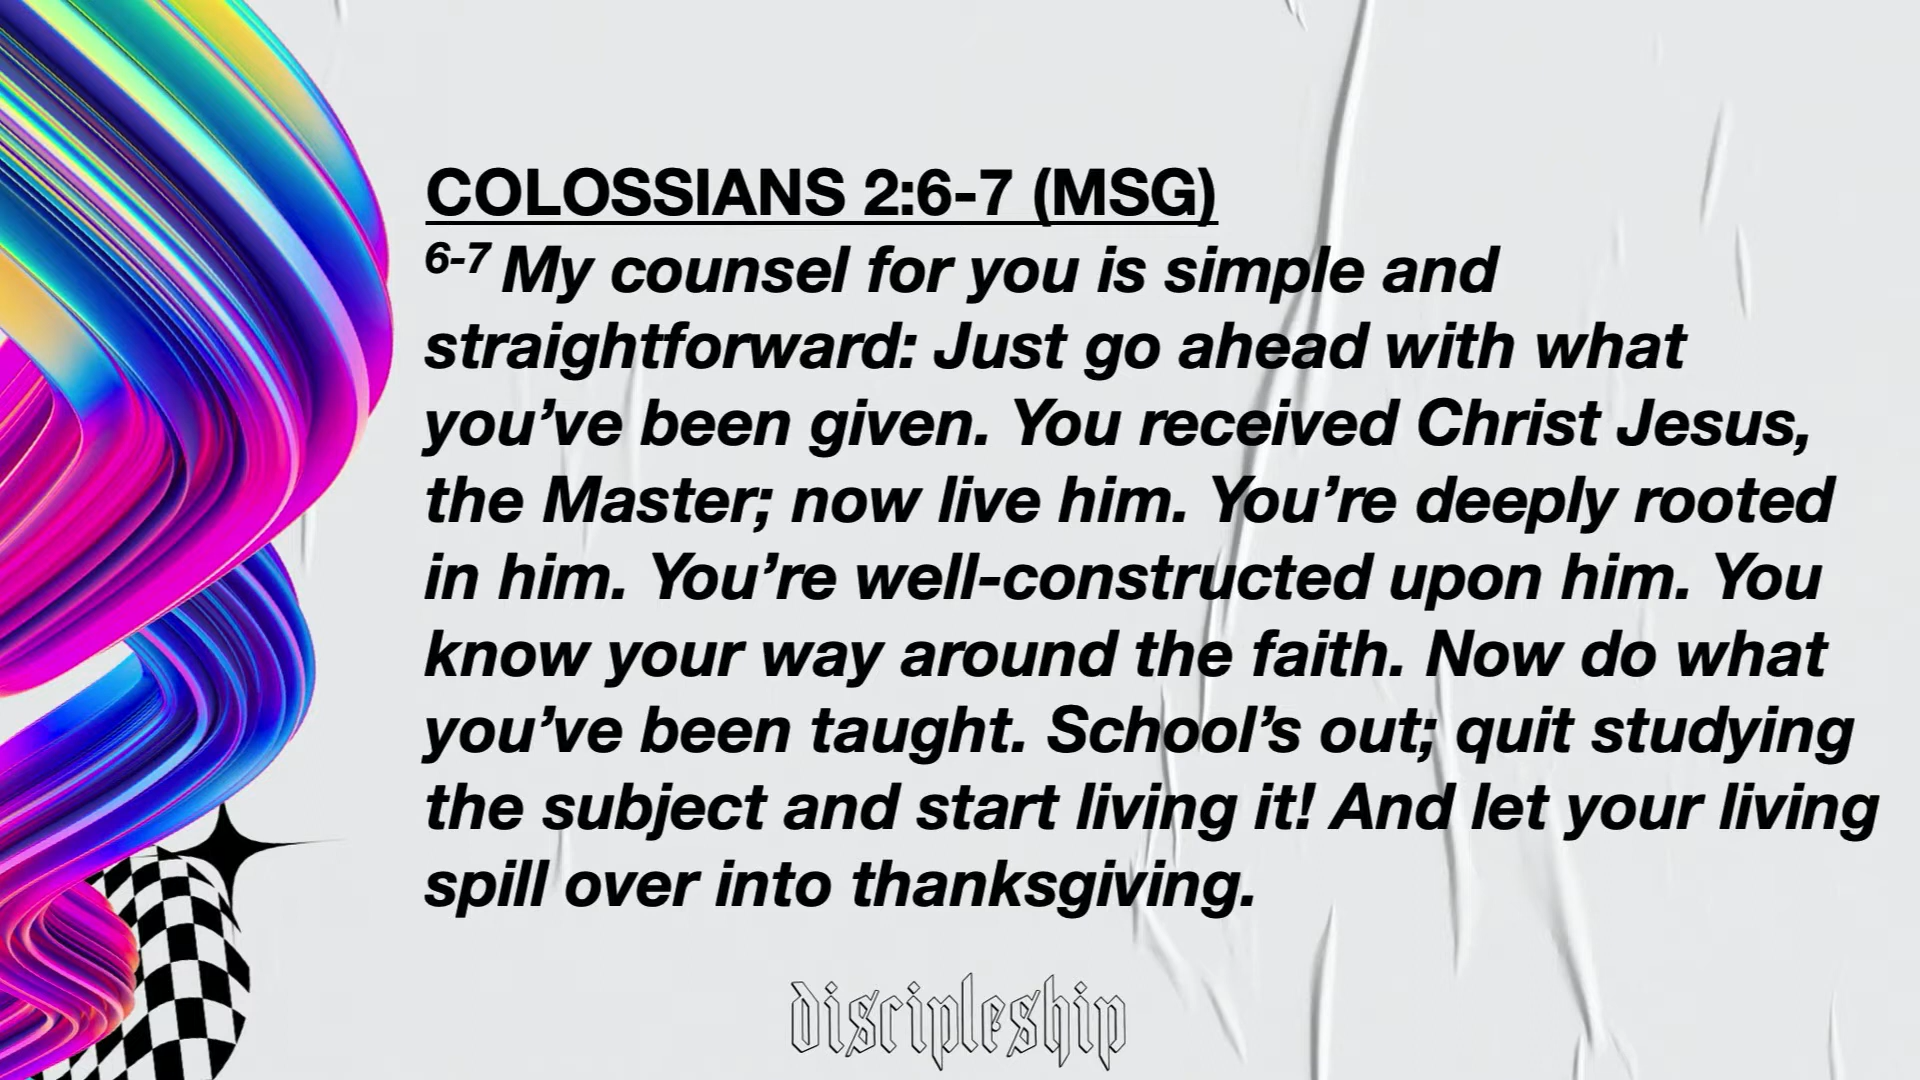 COLOSSIANS 2:6-7 (MSG)
6-7 My counsel for you is simple and
straightforward: Just go ahead with what
you’ve been given. You received Christ Jesus,
the Master; now live him. You’re deeply rooted
in him. You’re well-constructed upon him. You
know your way around the faith. Now do what
you’ve been taught. School’s out; quit studying
the subject and start living it! And let your living
spill over into thanksgiving.
discipleship